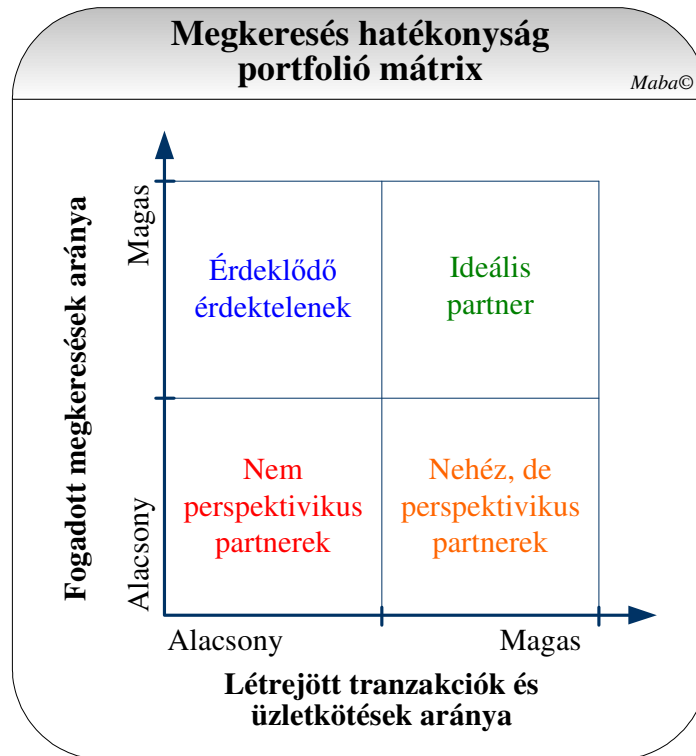 Megkeresés hatékonyság
portfolió mátrix
Maba©
Fogadott megkeresések aránya
Magas
Alacsony
Érdeklődő
érdektelenek
Ideális
partner
Nem
perspektivikus
partnerek
Nehéz, de
perspektivikus
partnerek
Alacsony
Magas
Létrejött tranzakciók és
üzletkötések aránya